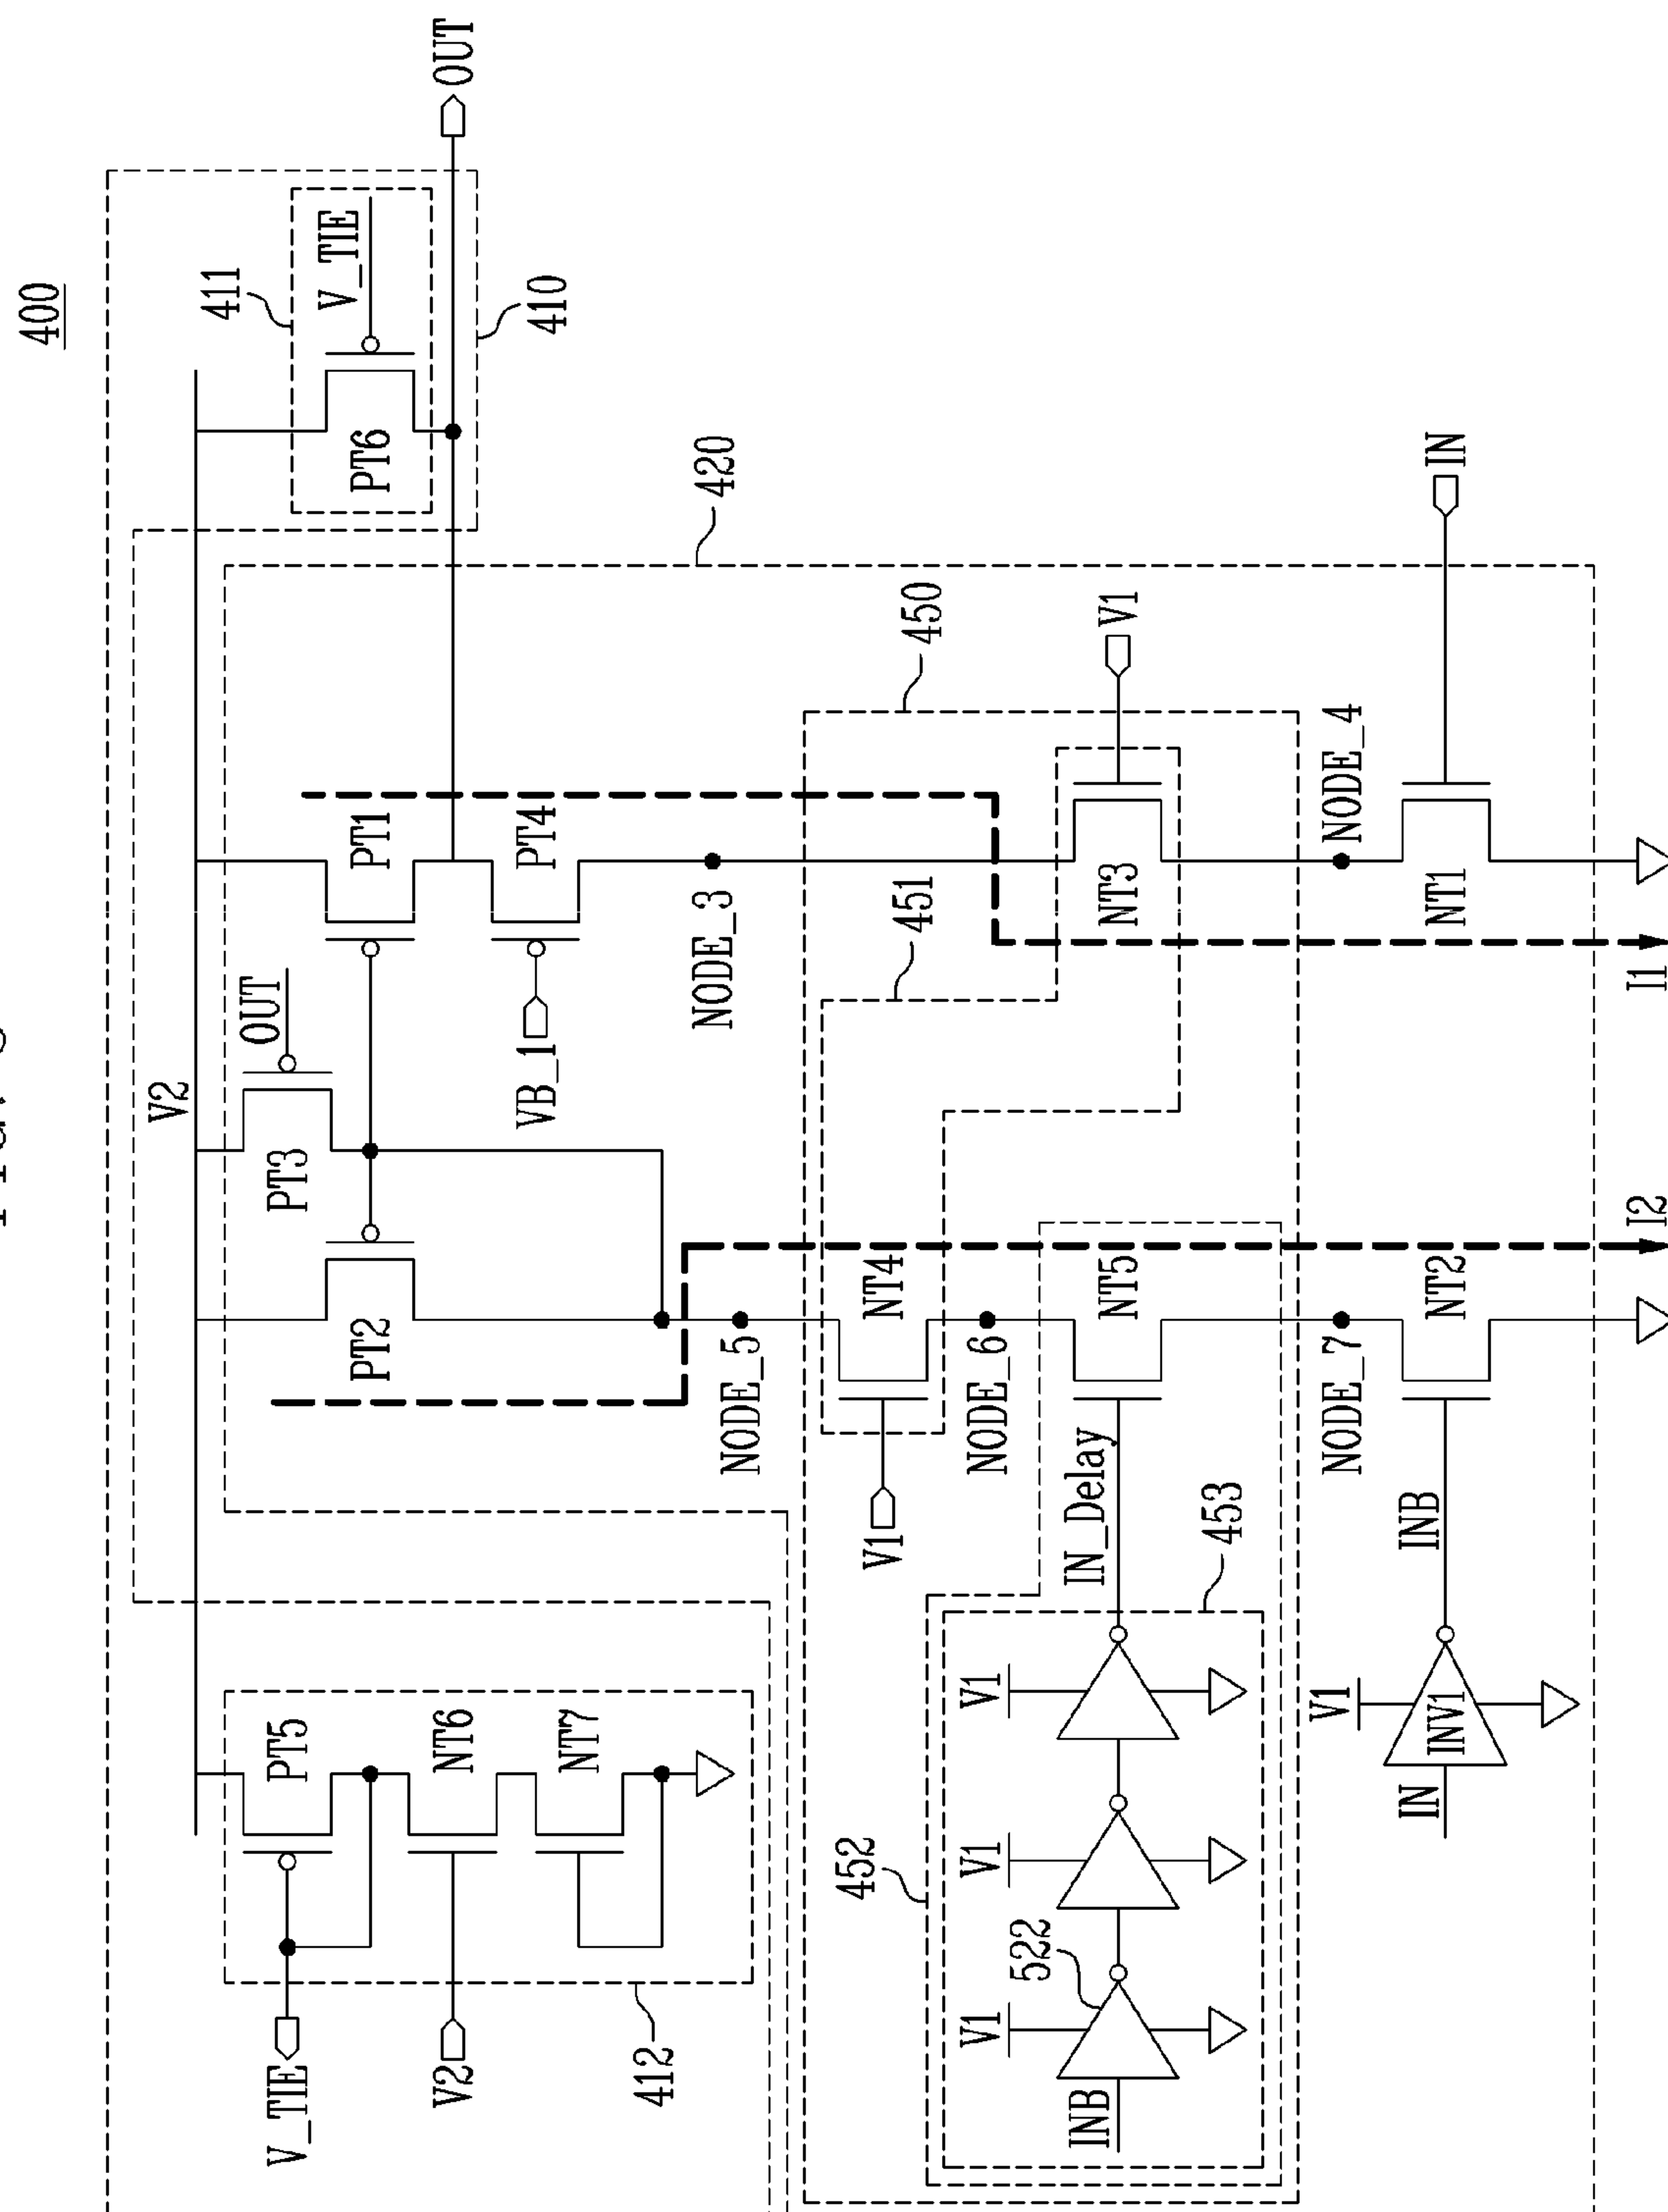 400
OUT
411
V_TIE
410
PT6
420
V2
OUT
PT3
PT1
PT4
VB_1
PT2
PT5
NT6
NT7
V_TIE
V2
412
NODE_3
450
451
V1
NT3
NODE_4
IN
NT1
I1
NODE_5
NT4
V1
NODE_6
NT5
IN_Delay
NODE_7
NT2
I2
INB
453
452
V1
V1
V1
522
INB
V1
INV1
IN